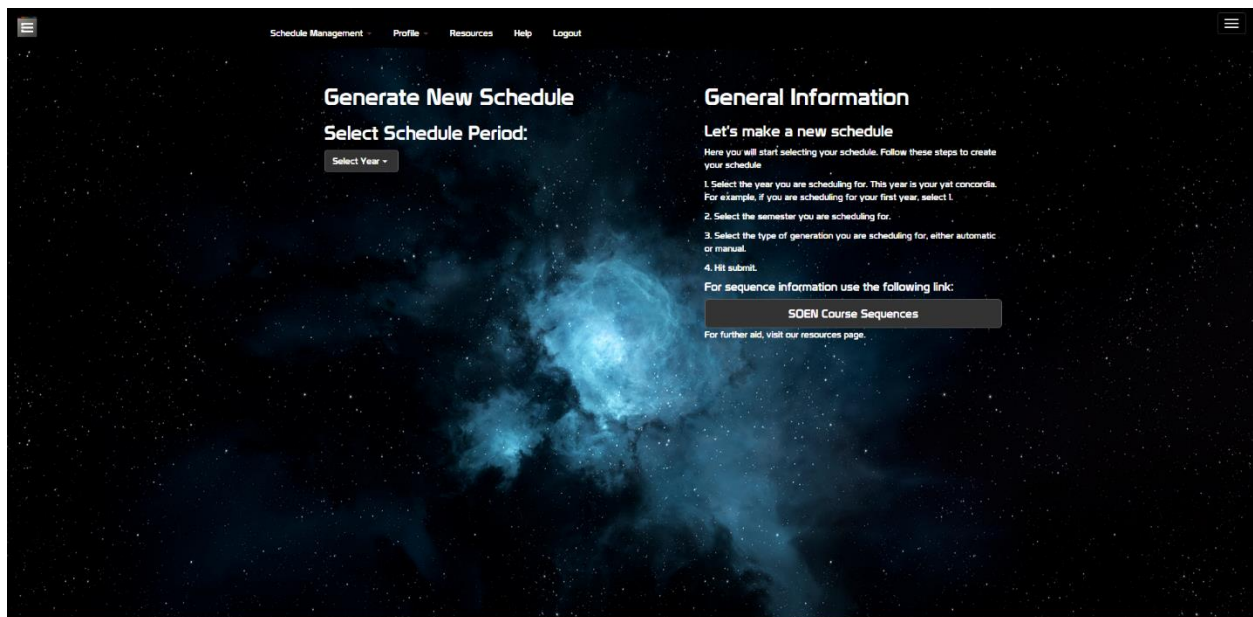 Schedule Management Profile Resources Help Logout
Generate New Schedule
Select Schedule Period:
Select Year
General Information
Let's make a new schedule
Here you will start selecting your schedule. Follow these steps to create
your schedule
1. Select the year you are scheduling for. This year is your yat concordia.
For example, if you are scheduling for your first year, select 1.
2. Select the semester you are scheduling for.
3. Select the type of generation you are scheduling for, either automatic
or manual.
4. Hit submit.
For sequence information use the following link:
SOEN Course Sequences
For further aid, visit our resources page.